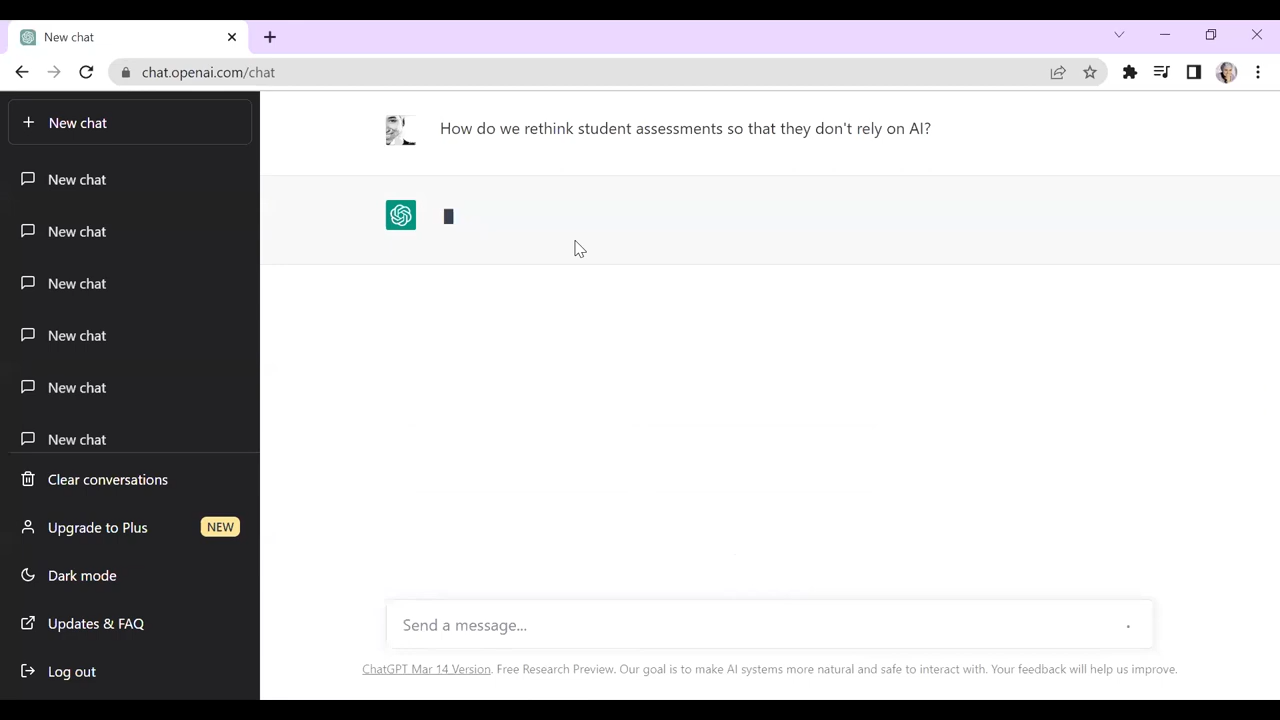 New chat
chat.openai.com/chat
New chat
New chat
New chat
New chat
New chat
New chat
New chat
Clear conversations
Upgrade to Plus NEW
Dark mode
Updates & FAQ
Log out
How do we rethink student assessments so that they don't rely on AI?
Send a message...
ChatGPT Mar 14 Version. Free Research Preview. Our goal is to make AI systems more natural and safe to interact with. Your feedback will help us improve.